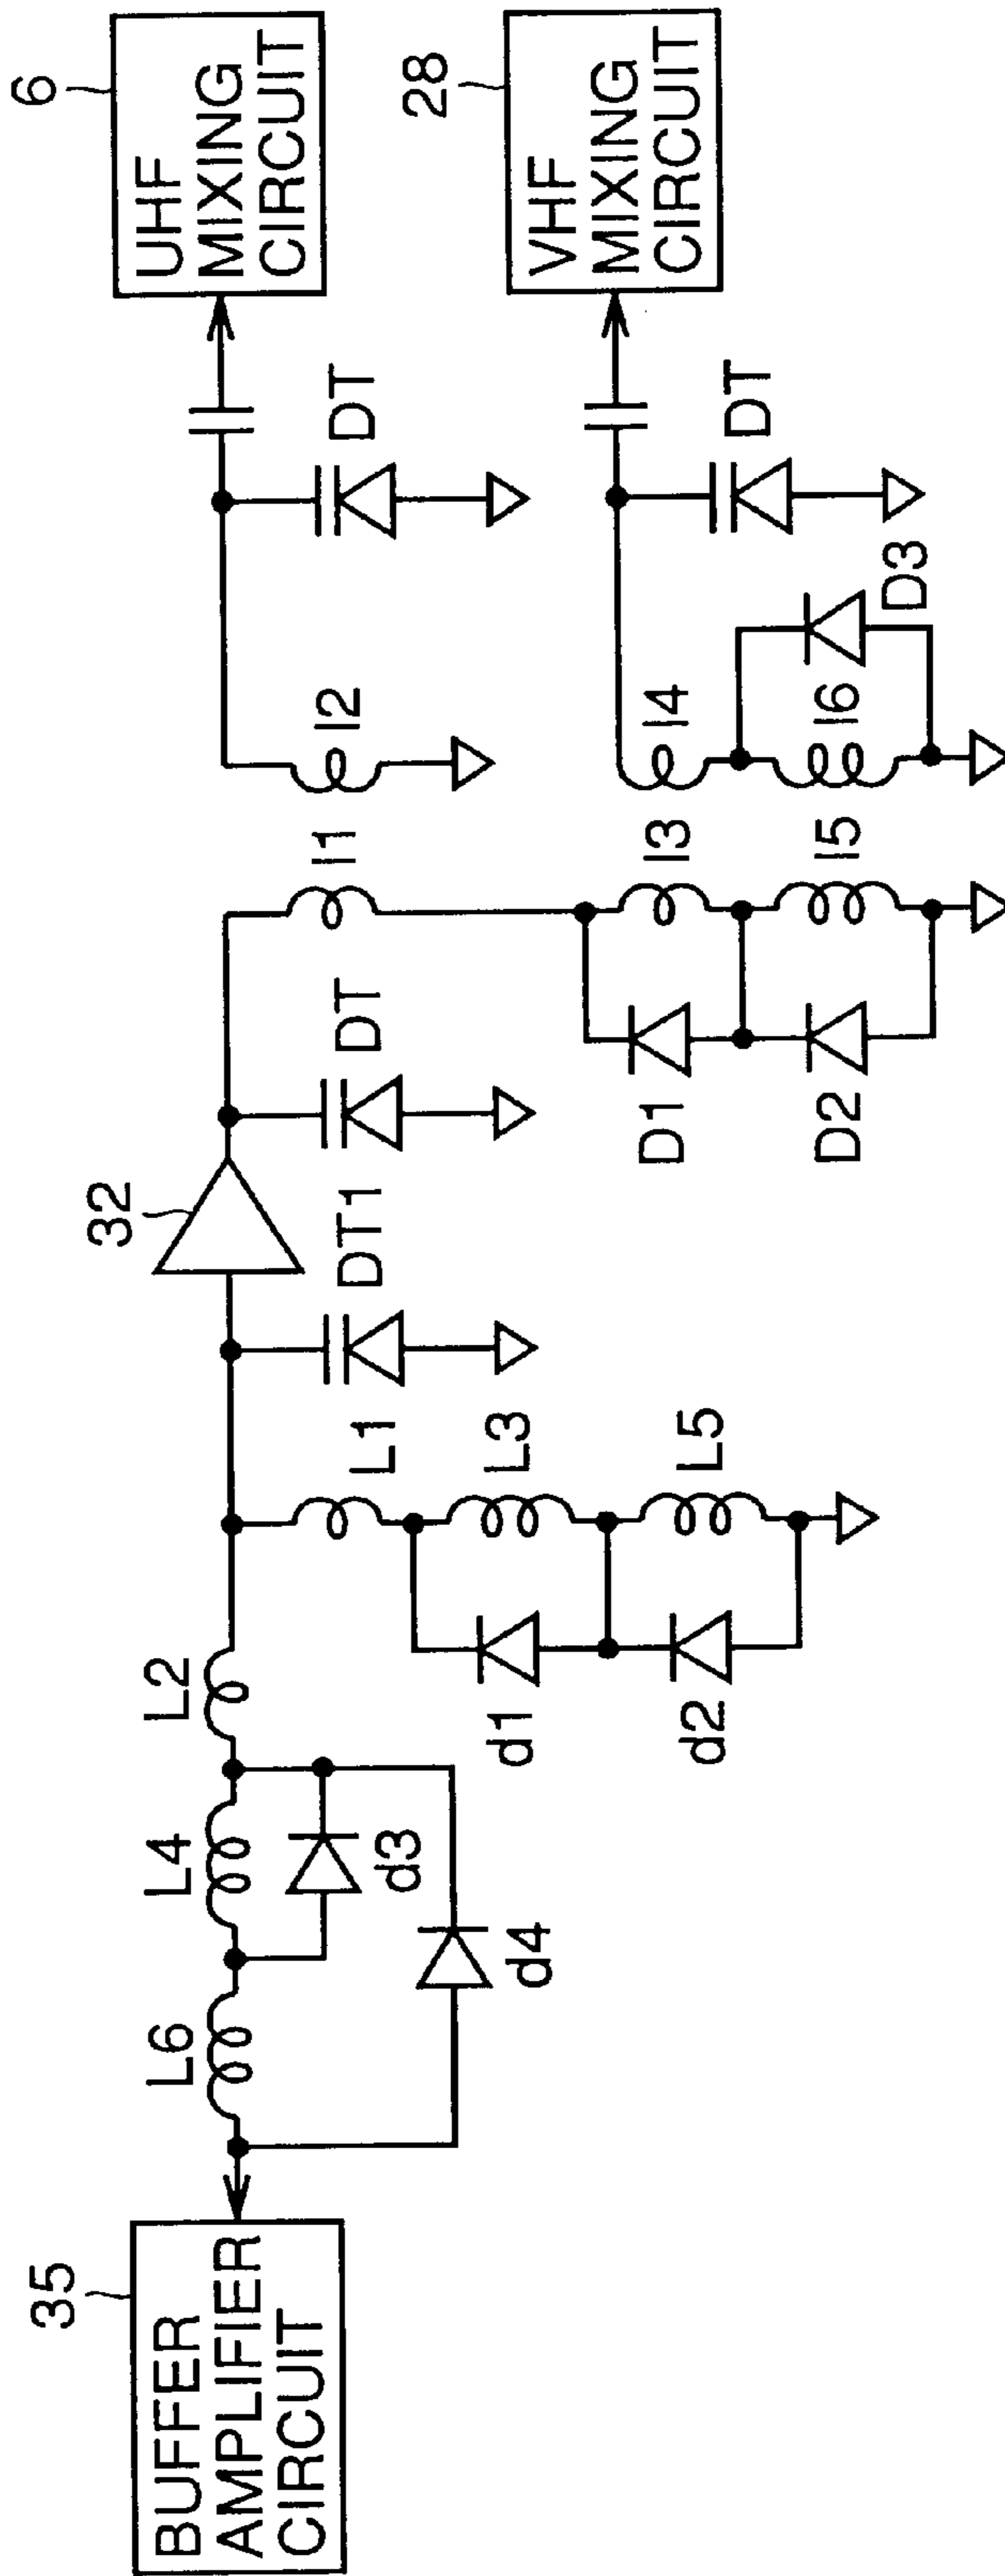 35
BUFFER
AMPLIFIER
CIRCUIT
L6
L4
L2
d3
d4
L1
L3
L5
d1
d2
32
DT1
DT
l1
D1
D2
l3
l5
l2
DT
6
UHF
MIXING
CIRCUIT
l4
l6
D3
DT
28
VHF
MIXING
CIRCUIT